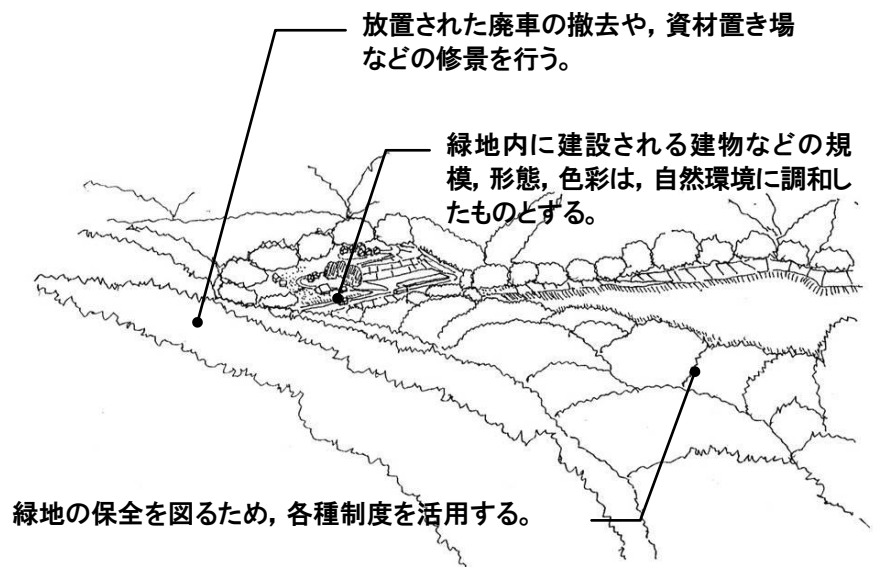 放置された廃車の撤去や，資材置き場
などの修景を行う。
緑地内に建設される建物などの規
模，形態，色彩は，自然環境に調和し
たものとする。
緑地の保全を図るため，各種制度を活用する。